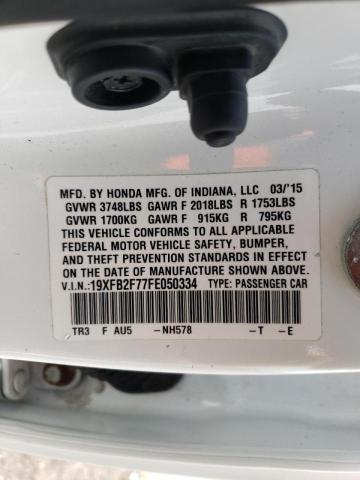 MFD. BY HONDA MFG. OF INDIANA, LLC 03/'15
GVWR 3748LBS GAWR F 2018LBS R 1753LBS
GVWR 1700KG GAWR F 915KG R 795KG
THIS VEHICLE CONFORMS TO ALL APPLICABLE
FEDERAL MOTOR VEHICLE SAFETY, BUMPER,
AND THEFT PREVENTION STANDARDS IN EFFECT ON
THE DATE OF MANUFACTURE SHOWN ABOVE.
V.I.N.:19XFB2F77FE050334 TYPE: PASSENGER CAR
TR3 F AU5 -NH578 -T -E